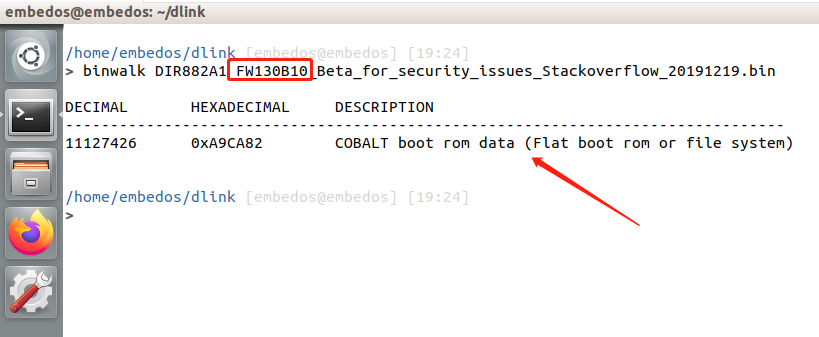 embedos@embedos: ~/dlink
/home/embedos/dlink [embedos@embedos] [19:24]
> binwalk DIR882A1_FW130B10_Beta_for_security_issues_Stackoverflow_20191219.bin
DECIMAL HEXADECIMAL DESCRIPTION
--------------------------------------------------------------------------------
11127426 0xA9CA82 COBALT boot rom data (Flat boot rom or file system)
/home/embedos/dlink [embedos@embedos] [19:24]
>